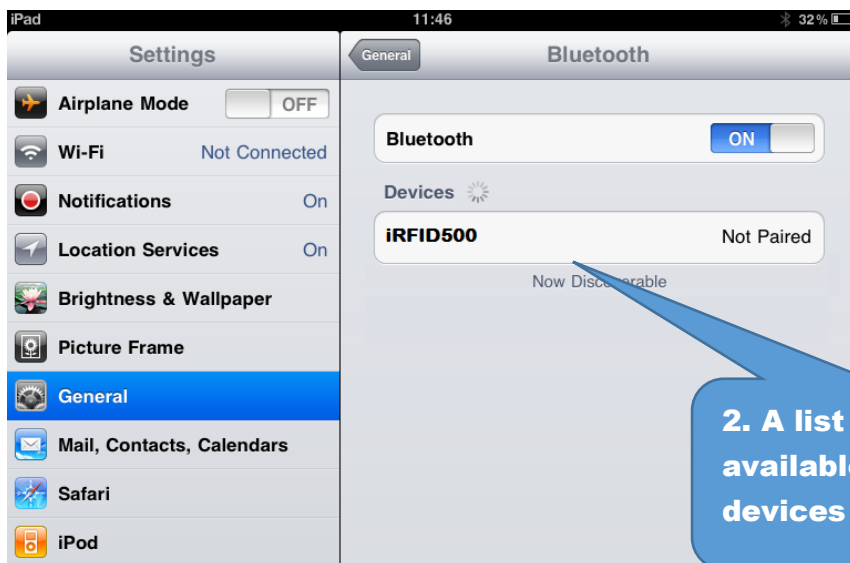 iPad 11:46 32%
Settings
General Bluetooth
Airplane Mode OFF
Wi-Fi Not Connected
Notifications On
Location Services On
Brightness & Wallpaper
Picture Frame
General
Mail, Contacts, Calendars
Safari
iPod
Bluetooth ON
Devices
iRFID500 Not Paired
Now Discoverable
2. A list
available
devices